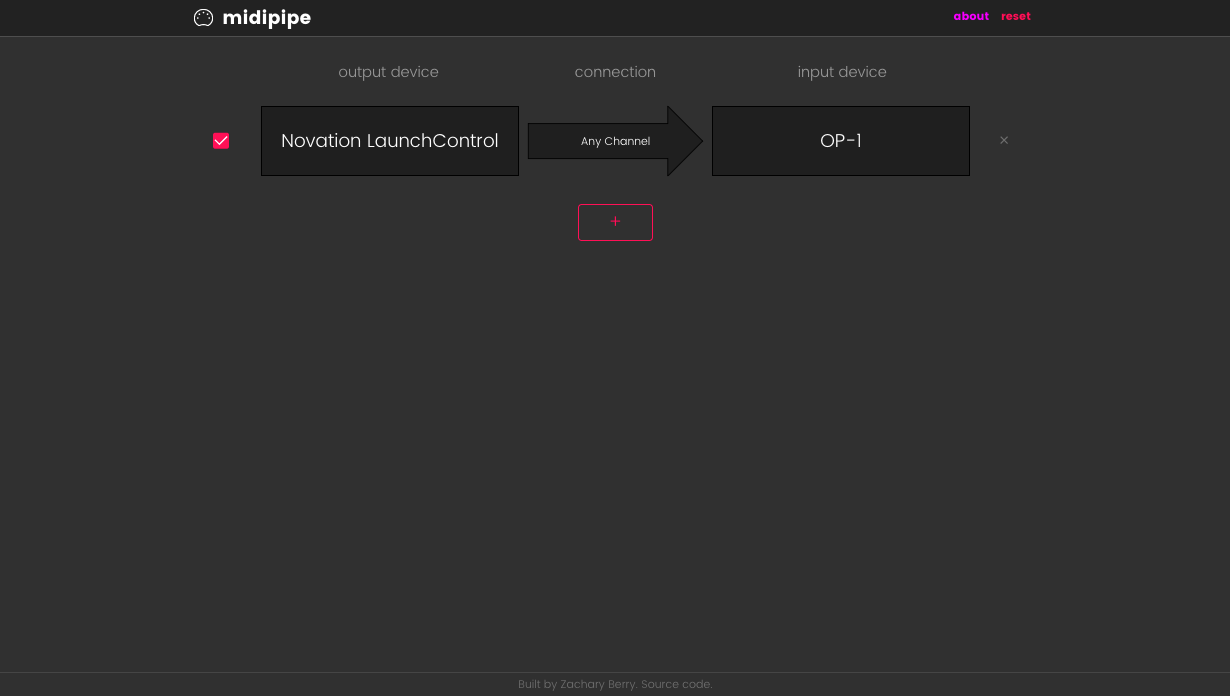 midipipe
about reset
output device connection input device
Novation LaunchControl Any Channel OP-1 ×
+
Built by Zachary Berry. Source code.